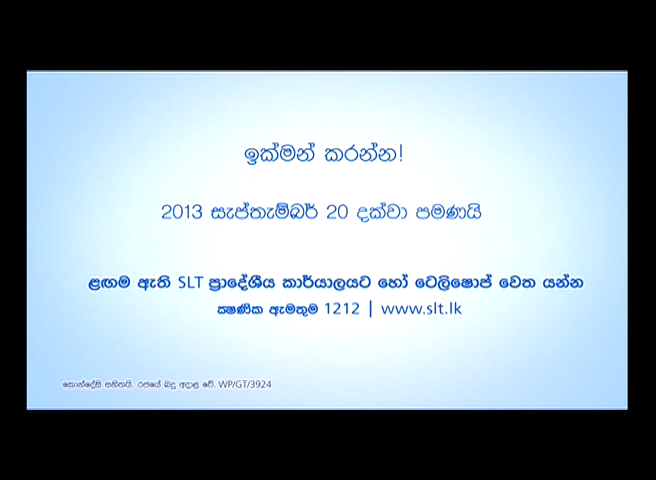 ඉක්මන් කරන්න!
2013 සැප්තැම්බර් 20 දක්වා පමණයි
ළඟම ඇති SLT ප්‍රාදේශීය කාර්යාලයට හෝ ටෙලිෂොප් වෙත යන්න
ක්‍ෂණික ඇමතුම 1212 | www.slt.lk
කොන්දේසි සහිතයි. රජයේ බදු අදාළ වේ. WP/GT/3924